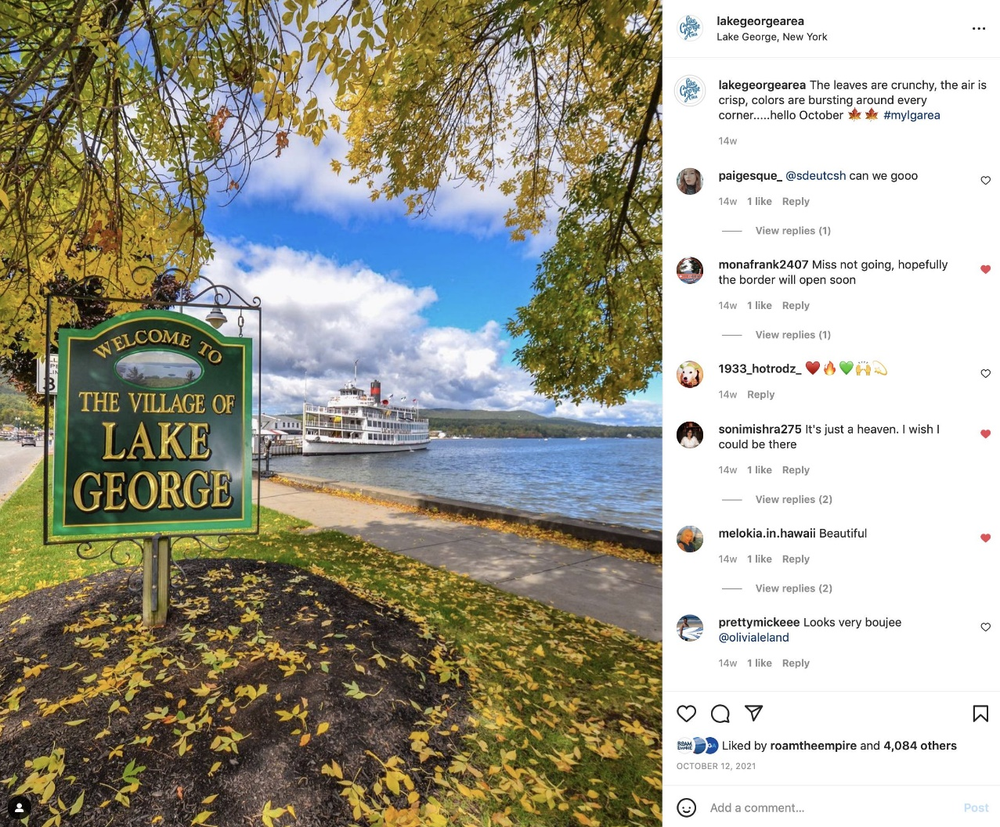 WELCOME TO
THE VILLAGE OF
LAKE
GEORGE
3
lakegeorgearea
Lake George, New York
Lake
George
Area
lakegeorgearea The leaves are crunchy, the air is
crisp, colors are bursting around every
corner.....hello October 🍁 🍁 #mylgarea
14w
paigesque_ @sdeutcsh can we gooo
14w 1 like Reply
View replies (1)
monafrank2407 Miss not going, hopefully
the border will open soon
14w 1 like Reply
View replies (1)
1933_hotrodz_ ❤️🔥💚🙌💫
14w Reply
sonimishra275 It's just a heaven. I wish I
could be there
14w 1 like Reply
View replies (2)
melokia.in.hawaii Beautiful
14w 1 like Reply
View replies (2)
prettymickeee Looks very boujee
@olivialeland
14w 1 like Reply
Liked by roamtheempire and 4,084 others
OCTOBER 12, 2021
Add a comment...
Post